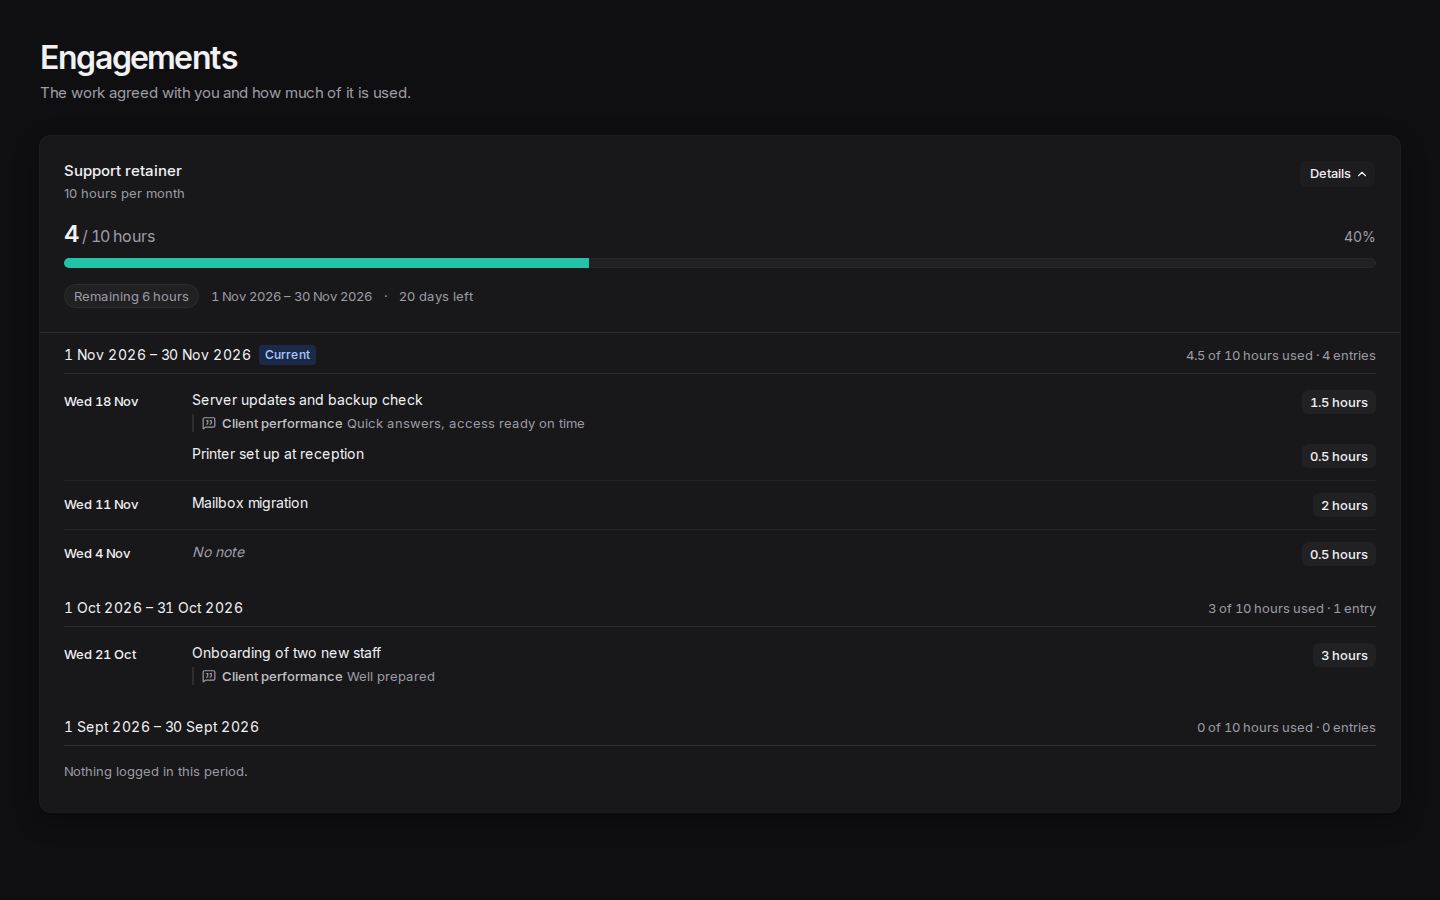 Engagements
The work agreed with you and how much of it is used.
Support retainer
Details
10 hours per month
4 / 10 hours
40%
Remaining 6 hours
1 Nov 2026 – 30 Nov 2026 · 20 days left
1 Nov 2026 – 30 Nov 2026 Current
4.5 of 10 hours used · 4 entries
Wed 18 Nov
Server updates and backup check
1.5 hours
Client performance Quick answers, access ready on time
Printer set up at reception
0.5 hours
Wed 11 Nov
Mailbox migration
2 hours
Wed 4 Nov
No note
0.5 hours
1 Oct 2026 – 31 Oct 2026
3 of 10 hours used · 1 entry
Wed 21 Oct
Onboarding of two new staff
3 hours
Client performance Well prepared
1 Sept 2026 – 30 Sept 2026
0 of 10 hours used · 0 entries
Nothing logged in this period.